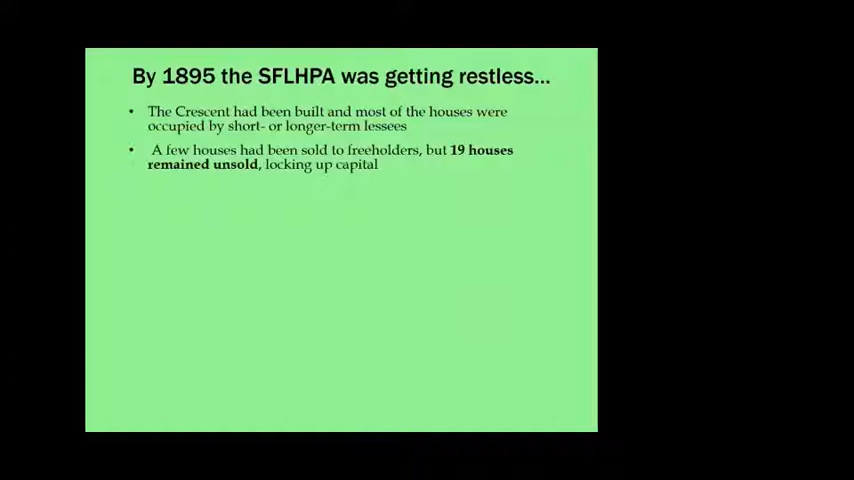 By 1895 the SFLHPA was getting restless...
• The Crescent had been built and most of the houses were
occupied by short- or longer-term lessees
• A few houses had been sold to freeholders, but 19 houses
remained unsold, locking up capital